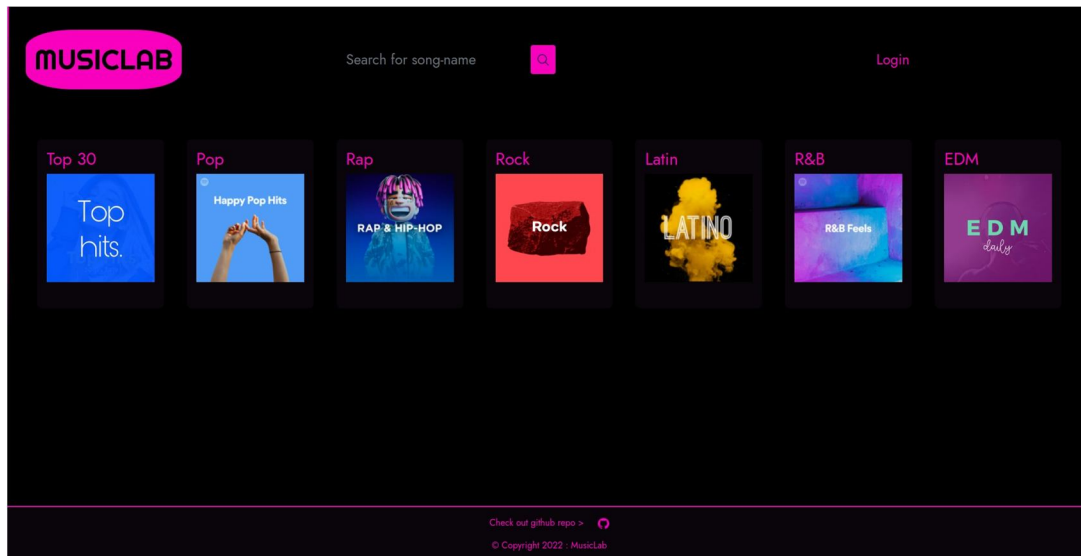 MUSICLAB
Search for song-name
Login
Top 30
Pop
Rap
Rock
Latin
R&B
EDM
Top
hits.
Happy Pop Hits
RAP & HIP-HOP
Rock
LATINO
R&B Feels
EDM
daily
Check out github repo >
© Copyright 2022 : MusicLab